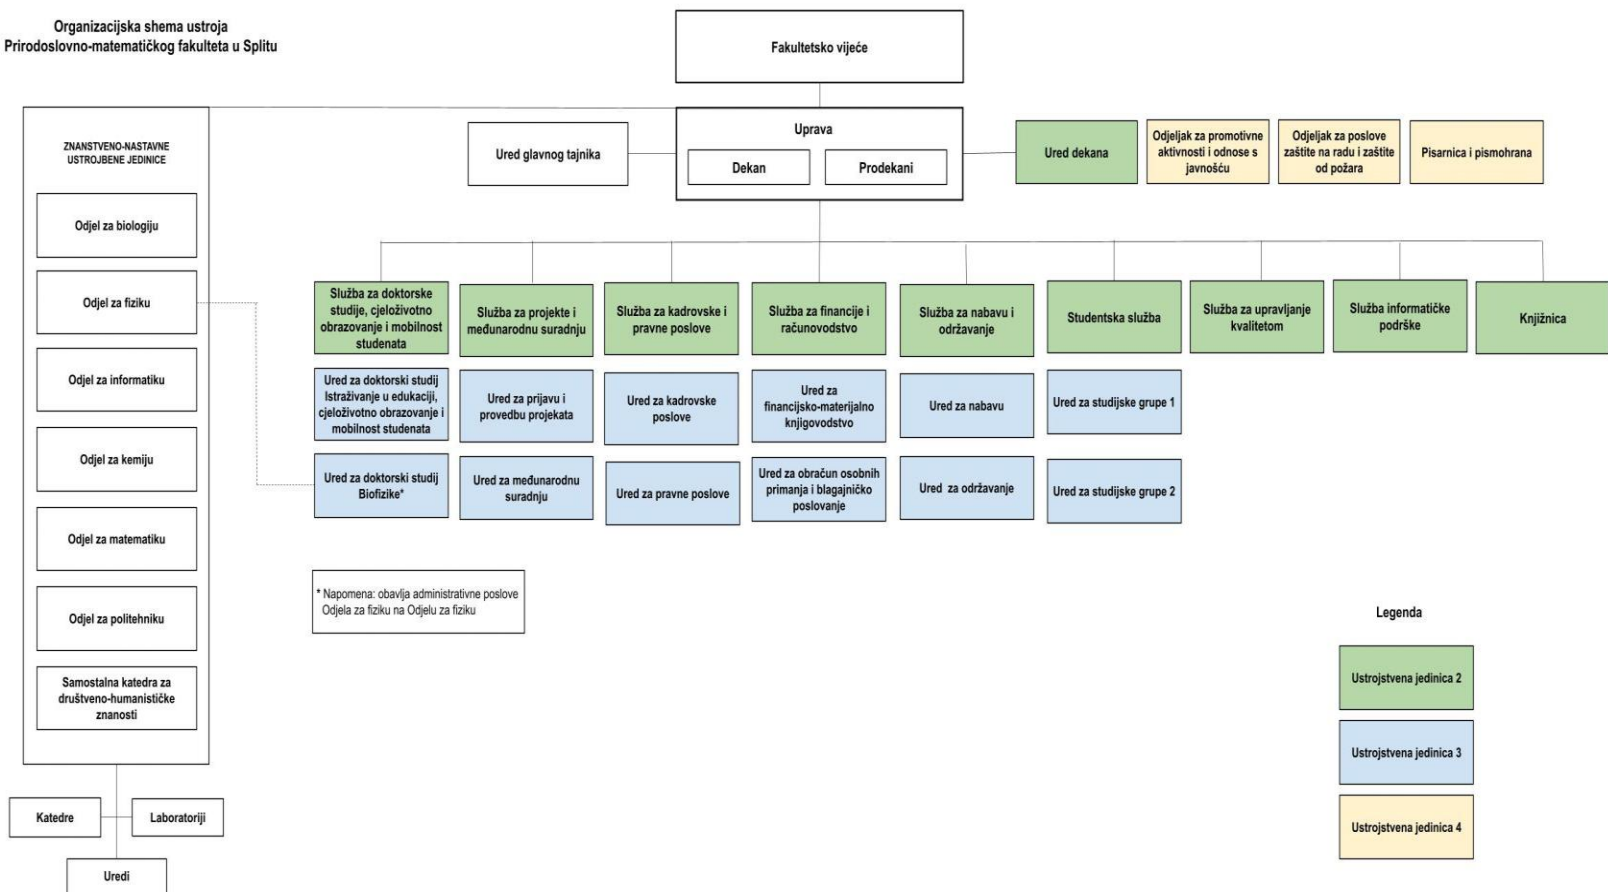 Organizacijska shema ustroja
Prirodoslovno-matematičkog fakulteta u Splitu
Fakultetsko vijeće
Uprava
Dekan
Prodekani
Ured glavnog tajnika
Ured dekana
Odjeljak za promotivne
aktivnosti i odnose s
javnošću
Odjeljak za poslove
zaštite na radu i zaštite
od požara
Pisarnica i pismohrana
ZNANSTVENO-NASTAVNE
USTROJBENE JEDINICE
Odjel za biologiju
Odjel za fiziku
Odjel za informatiku
Odjel za kemiju
Odjel za matematiku
Odjel za politehniku
Samostalna katedra za
društveno-humanističke
znanosti
Katedre
Laboratoriji
Uredi
Služba za doktorske
studije, cjeloživotno
obrazovanje i mobilnost
studenata
Služba za projekte i
međunarodnu suradnju
Služba za kadrovske i
pravne poslove
Služba za financije i
računovodstvo
Služba za nabavu i
održavanje
Studentska služba
Služba za upravljanje
kvalitetom
Služba informatičke
podrške
Knjižnica
Ured za doktorski studij
Istraživanje u edukaciji,
cjeloživotno obrazovanje i
mobilnost studenata
Ured za prijavu i
provedbu projekata
Ured za kadrovske
poslove
Ured za
financijsko-materijalno
knjigovodstvo
Ured za nabavu
Ured za studijske grupe 1
Ured za doktorski studij
Biofizike*
Ured za međunarodnu
suradnju
Ured za pravne poslove
Ured za obračun osobnih
primanja i blagajničko
poslovanje
Ured za održavanje
Ured za studijske grupe 2
* Napomena: obavlja administrativne poslove
Odjela za fiziku na Odjelu za fiziku
Legenda
Ustrojstvena jedinica 2
Ustrojstvena jedinica 3
Ustrojstvena jedinica 4